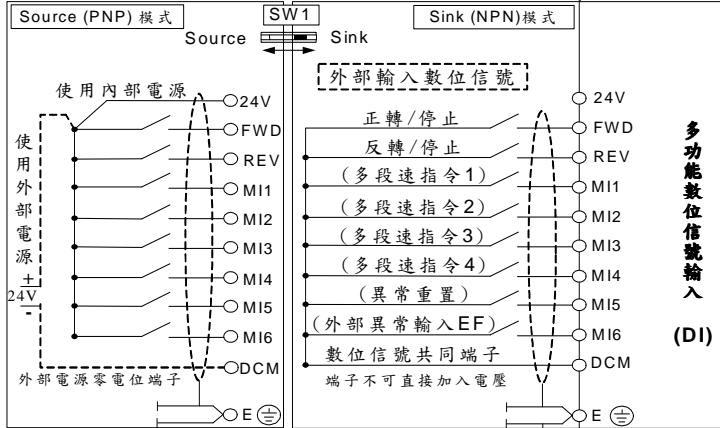 Source (PNP) 模式
SW1
Sink (NPN)模式
Source
Sink
使用內部電源
24V
FWD
REV
MI1
MI2
MI3
MI4
MI5
MI6
DCM
E
使用外部電源
+
24V
-
外部電源零電位端子
外部輸入數位信號
24V
正轉/停止
FWD
反轉/停止
REV
(多段速指令1)
MI1
(多段速指令2)
MI2
(多段速指令3)
MI3
(多段速指令4)
MI4
(異常重置)
MI5
(外部異常輸入EF)
MI6
數位信號共同端子
DCM
端子不可直接加入電壓
E
多功能數位信號輸入
(DI)